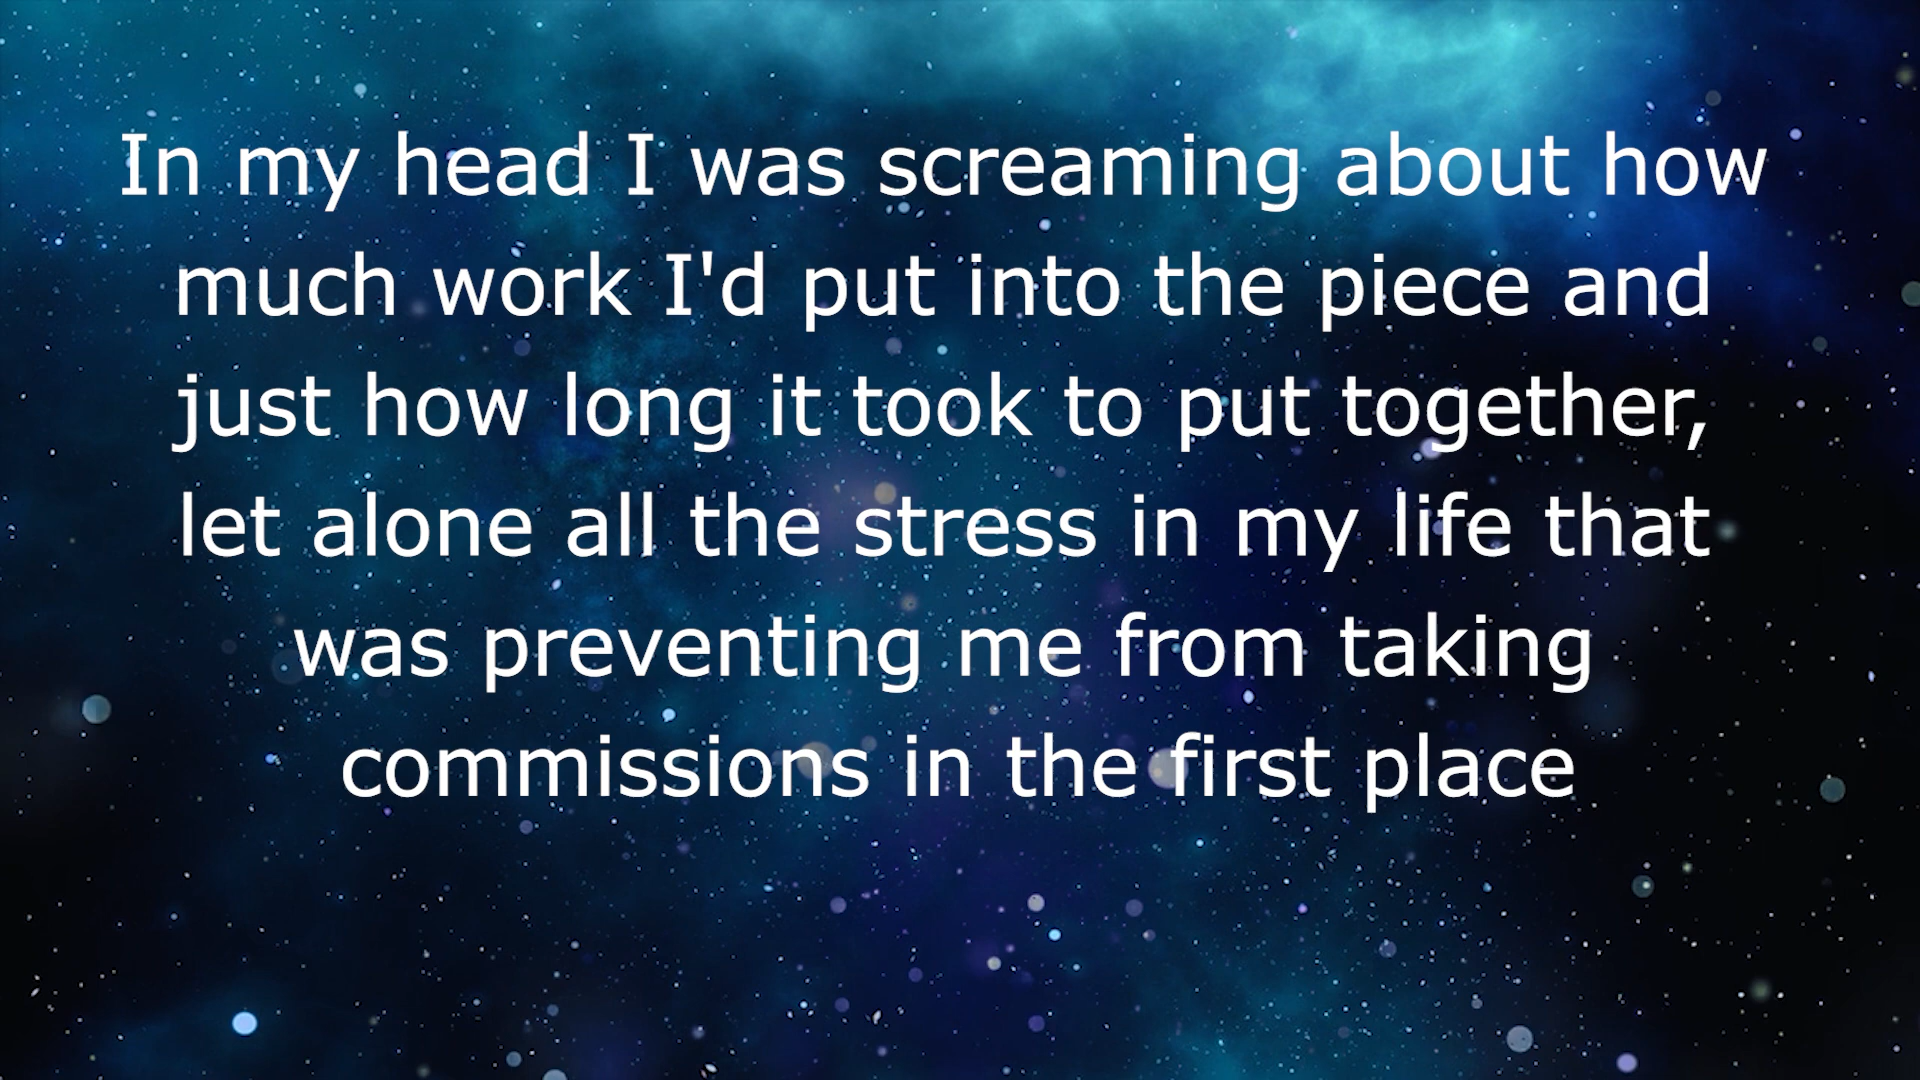 In my head I was screaming about how
much work I'd put into the piece and
just how long it took to put together,
let alone all the stress in my life that
was preventing me from taking
commissions in the first place